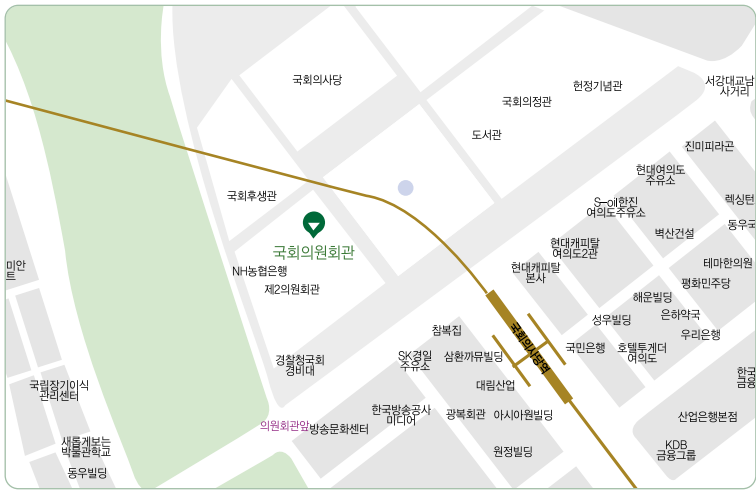 국회의사당
헌정기념관
국회의정관
서강대교남
사거리
도서관
진미피라곤
현대여의도
주유소
국회후생관
S-oil한진
여의도주유소
렉싱턴
동우국
벽산건설
국회의원회관
현대캐피탈
여의도2관
테마한의원
미안
트
NH농협은행
현대캐피탈
본사
평화민주당
제2의원회관
해운빌딩
은하약국
성우빌딩
우리은행
참복집
국회의사당역
국민은행
호텔투게더
여의도
경찰청국회
경비대
SK경일
주유소
삼환까뮤빌딩
한국
금융
대림산업
국립장기이식
관리센터
한국방송공사
미디어
광복회관
아시아원빌딩
산업은행본점
의원회관앞
방송문화센터
새롭게보는
박물관학교
원정빌딩
KDB
금융그룹
동우빌딩